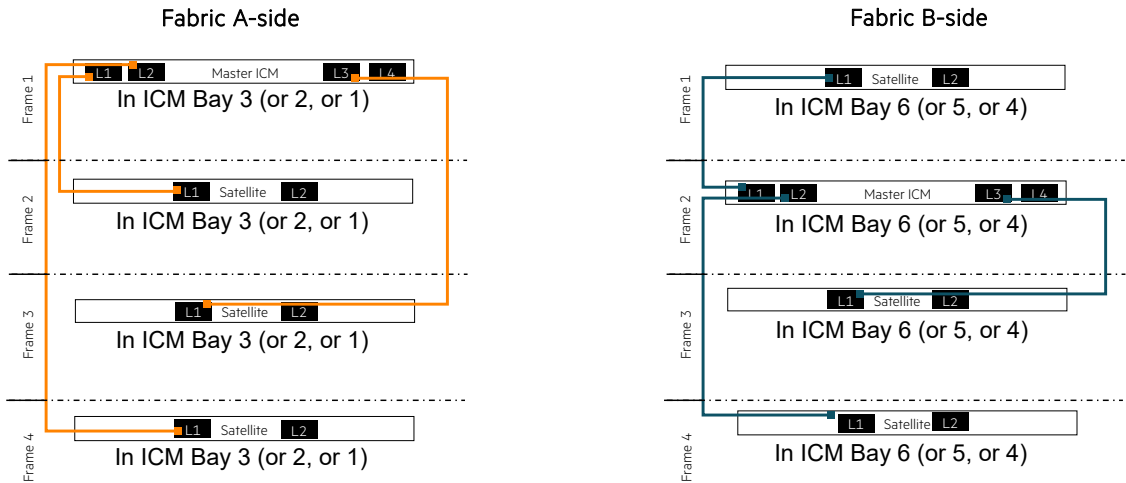 Fabric A-side
Frame 1
L1 L2 Master ICM L3 L4
In ICM Bay 3 (or 2, or 1)
Frame 2
L1 Satellite L2
In ICM Bay 3 (or 2, or 1)
Frame 3
L1 Satellite L2
In ICM Bay 3 (or 2, or 1)
Frame 4
L1 Satellite L2
In ICM Bay 3 (or 2, or 1)
Fabric B-side
Frame 1
L1 Satellite L2
In ICM Bay 6 (or 5, or 4)
Frame 2
L1 L2 Master ICM L3 L4
In ICM Bay 6 (or 5, or 4)
Frame 3
L1 Satellite L2
In ICM Bay 6 (or 5, or 4)
Frame 4
L1 Satellite L2
In ICM Bay 6 (or 5, or 4)